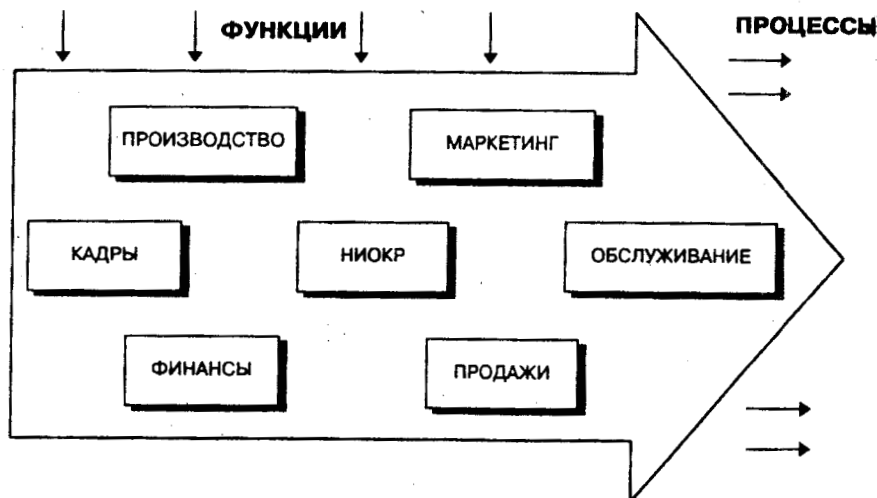 ФУНКЦИИ
ПРОЦЕССЫ
ПРОИЗВОДСТВО
МАРКЕТИНГ
КАДРЫ
НИОКР
ОБСЛУЖИВАНИЕ
ФИНАНСЫ
ПРОДАЖИ